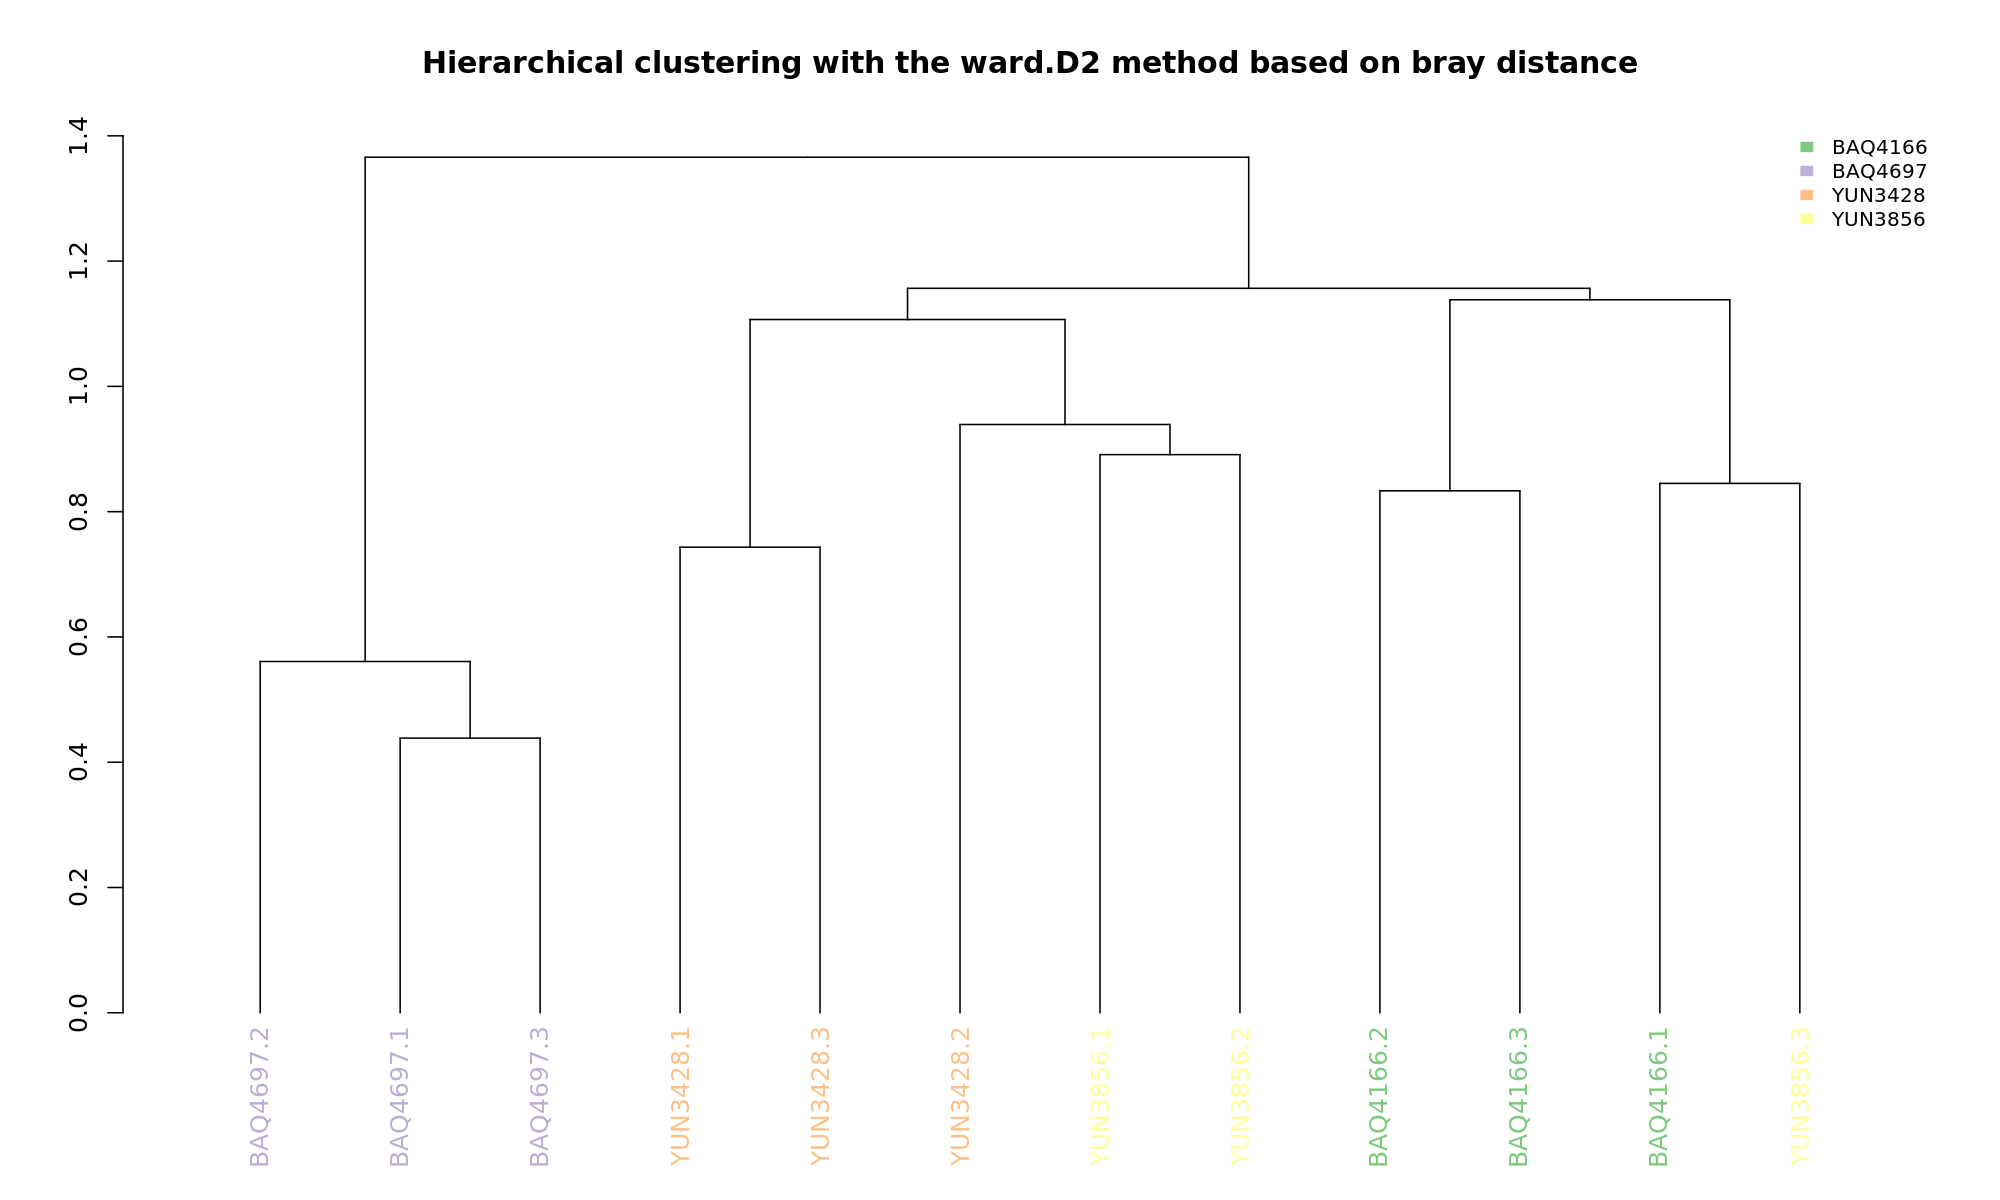 Hierarchical clustering with the ward.D2 method based on bray distance
1.4
1.2
1.0
0.8
0.6
0.4
0.2
0.0
BAQ4166
BAQ4697
YUN3428
YUN3856
BAQ4697.2
BAQ4697.1
BAQ4697.3
YUN3428.1
YUN3428.3
YUN3428.2
YUN3856.1
YUN3856.2
BAQ4166.2
BAQ4166.3
BAQ4166.1
YUN3856.3